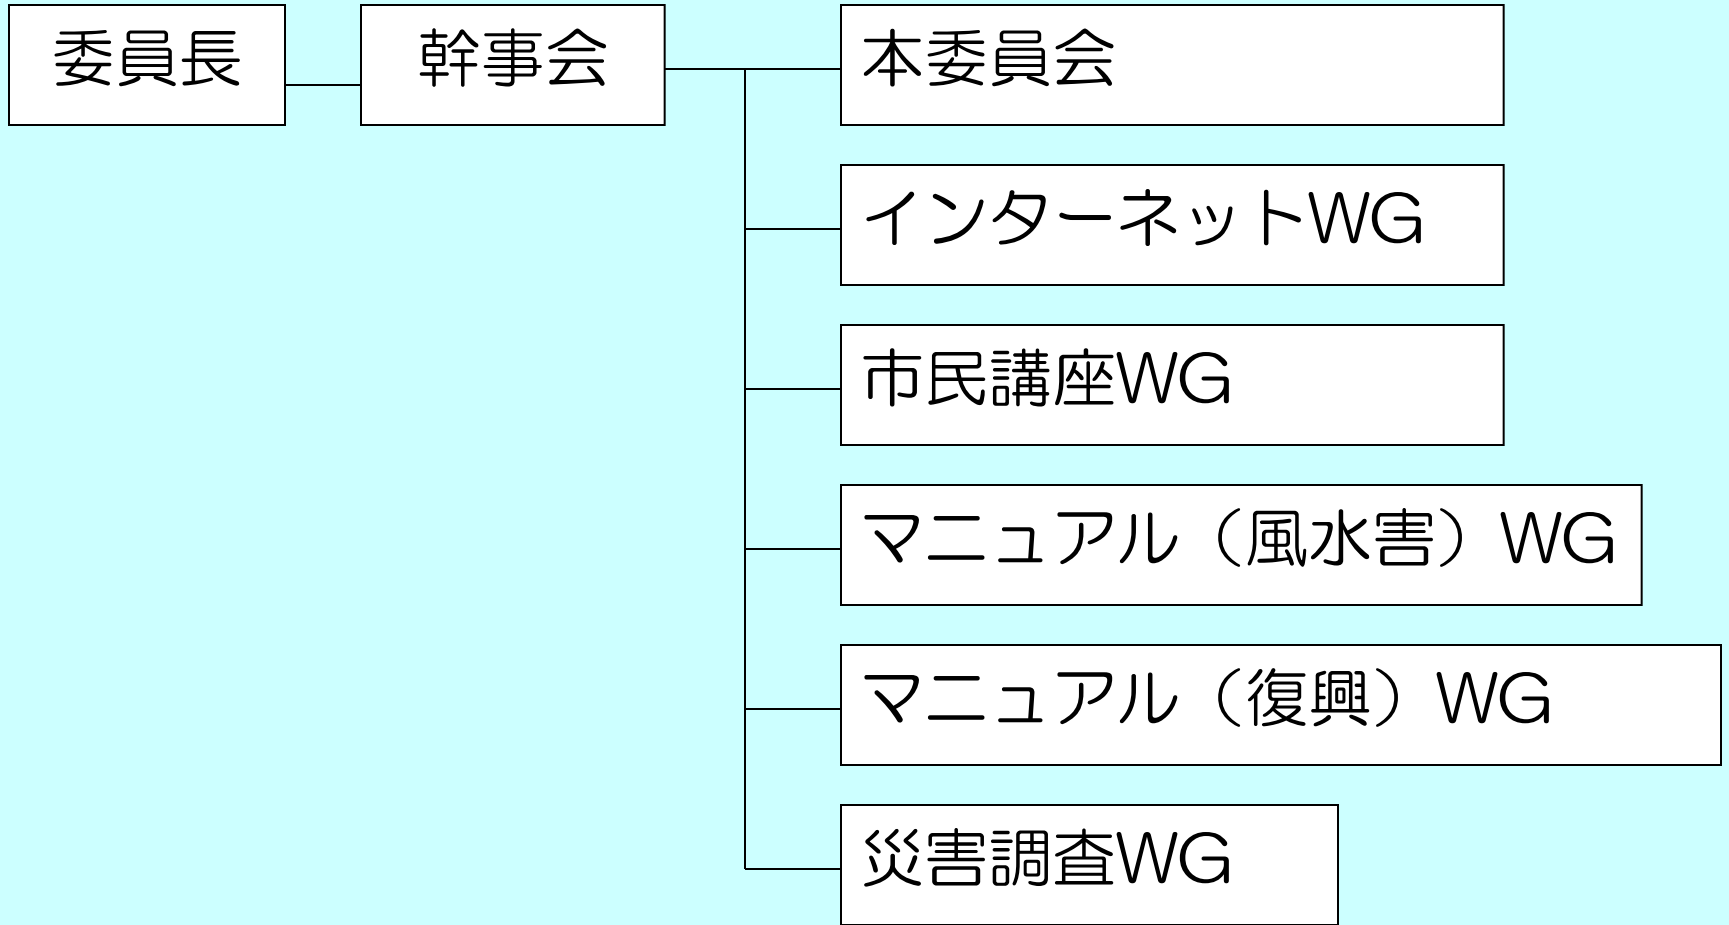 委員長
幹事会
本委員会
インターネットWG
市民講座WG
マニュアル（風水害）WG
マニュアル（復興）WG
災害調査WG